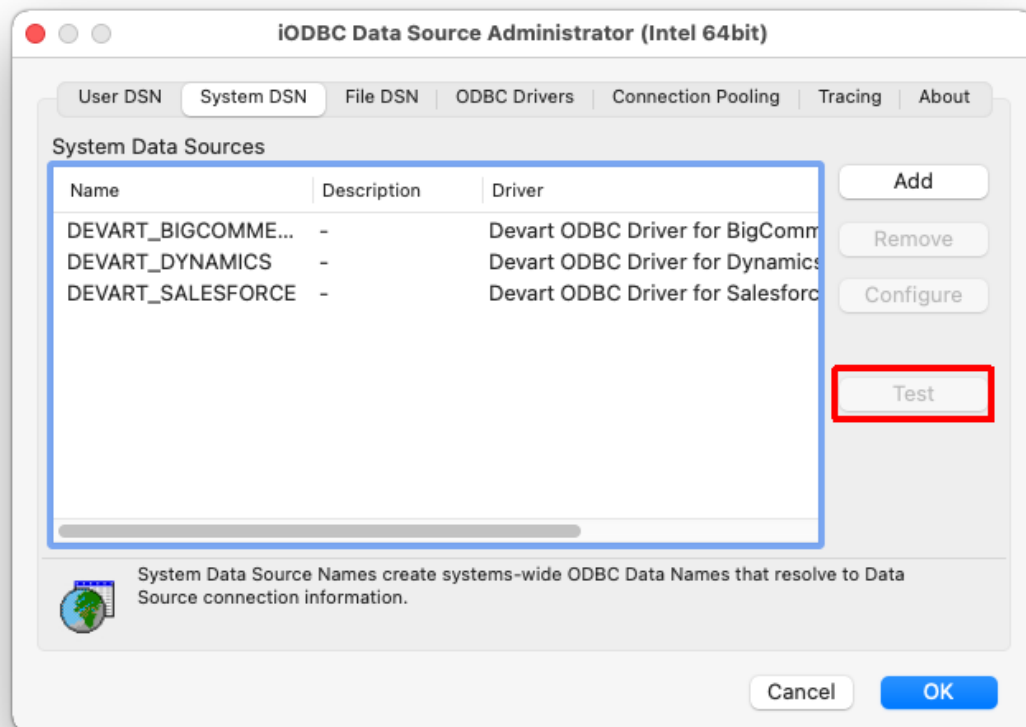 iODBC Data Source Administrator (Intel 64bit)
User DSN System DSN File DSN ODBC Drivers Connection Pooling Tracing About
System Data Sources
Name Description Driver
DEVART_BIGCOMME... - Devart ODBC Driver for BigComm
DEVART_DYNAMICS - Devart ODBC Driver for Dynamics
DEVART_SALESFORCE - Devart ODBC Driver for Salesforc
Add
Remove
Configure
Test
System Data Source Names create systems-wide ODBC Data Names that resolve to Data
Source connection information.
Cancel OK